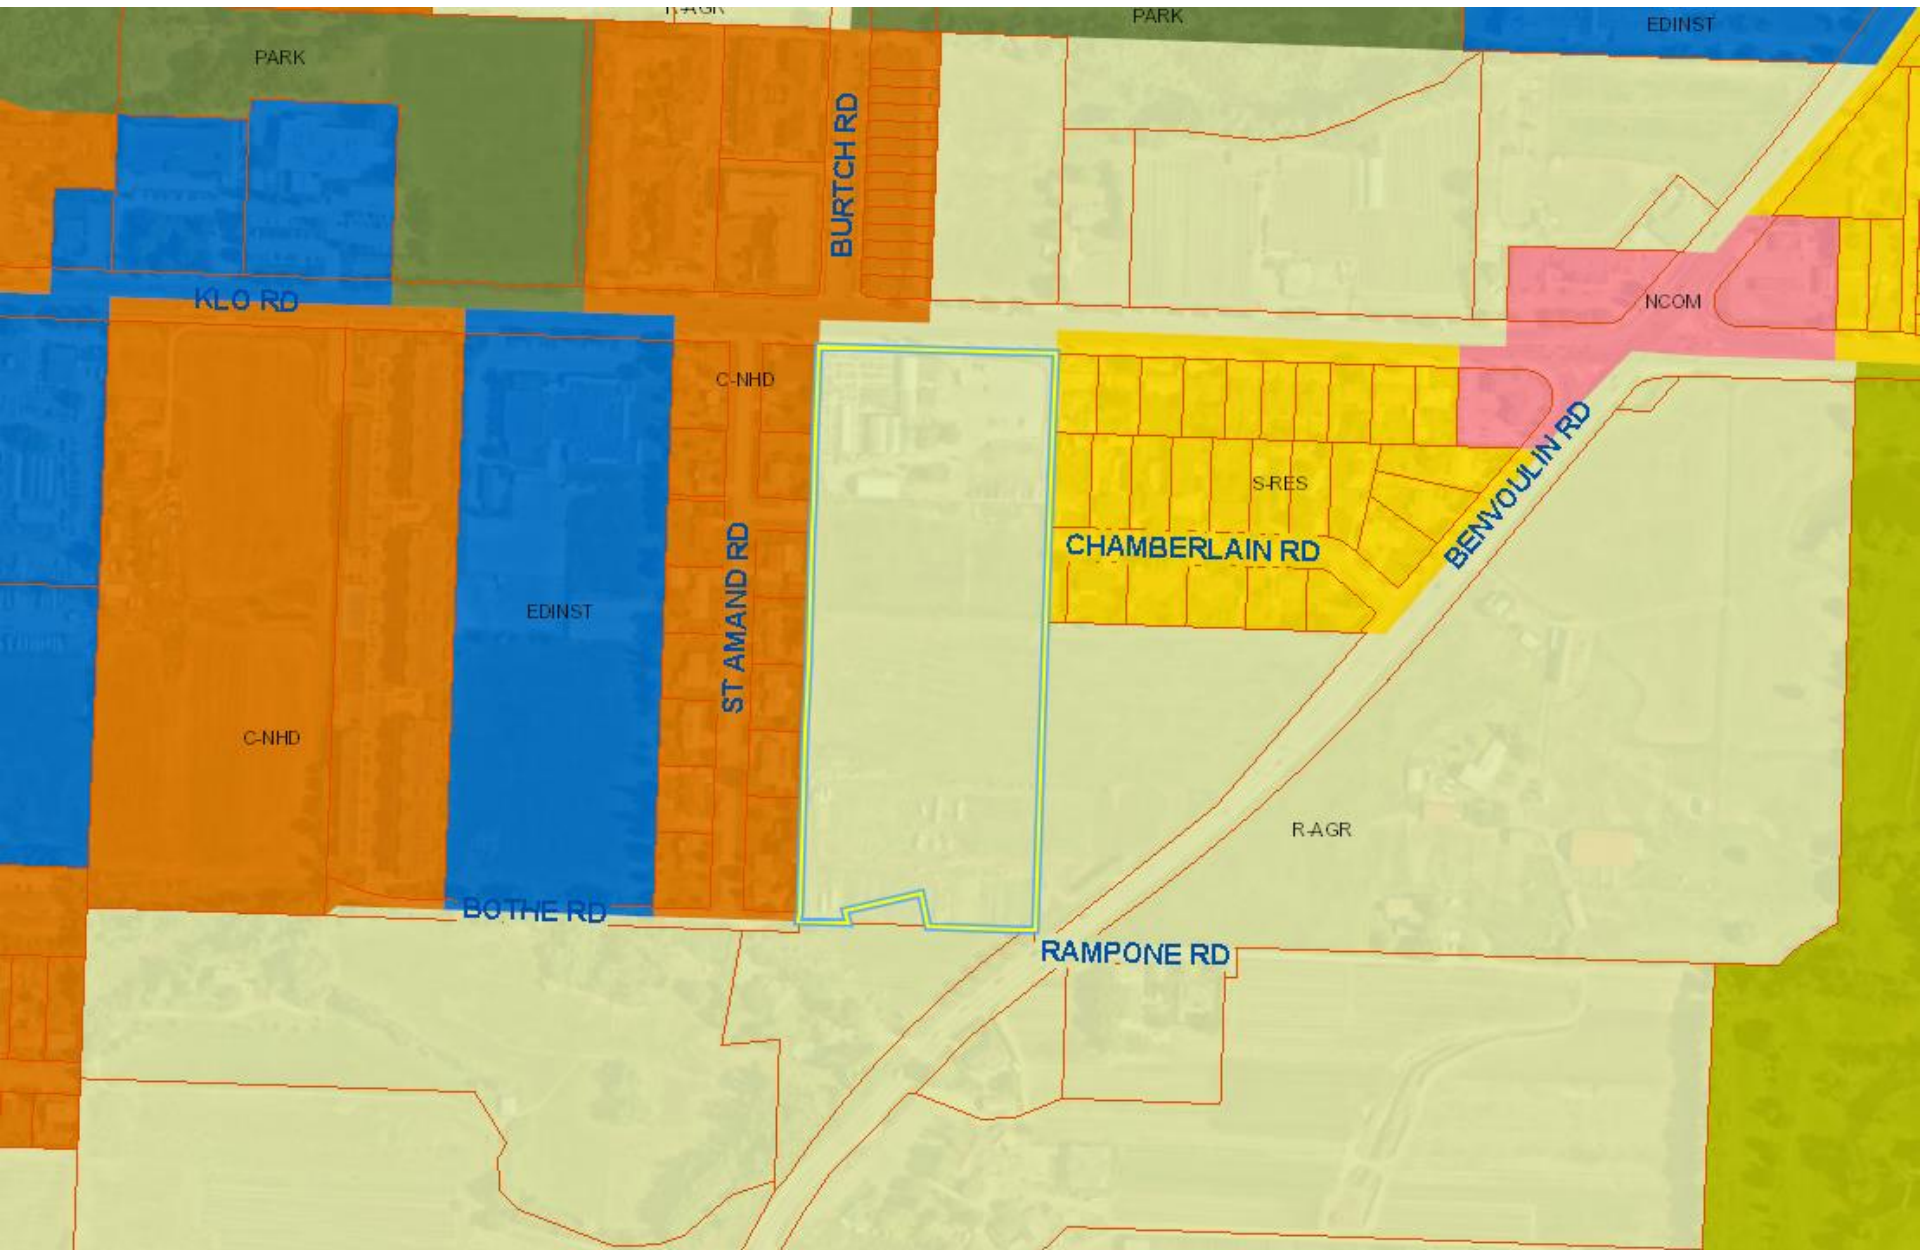 R-AGR
PARK
EDINST
PARK
BURTCH RD
KLO RD
NCOM
C-NHD
S-RES
BENVOULIN RD
CHAMBERLAIN RD
EDINST
ST AMAND RD
C-NHD
R-AGR
BOTHE RD
RAMPONE RD